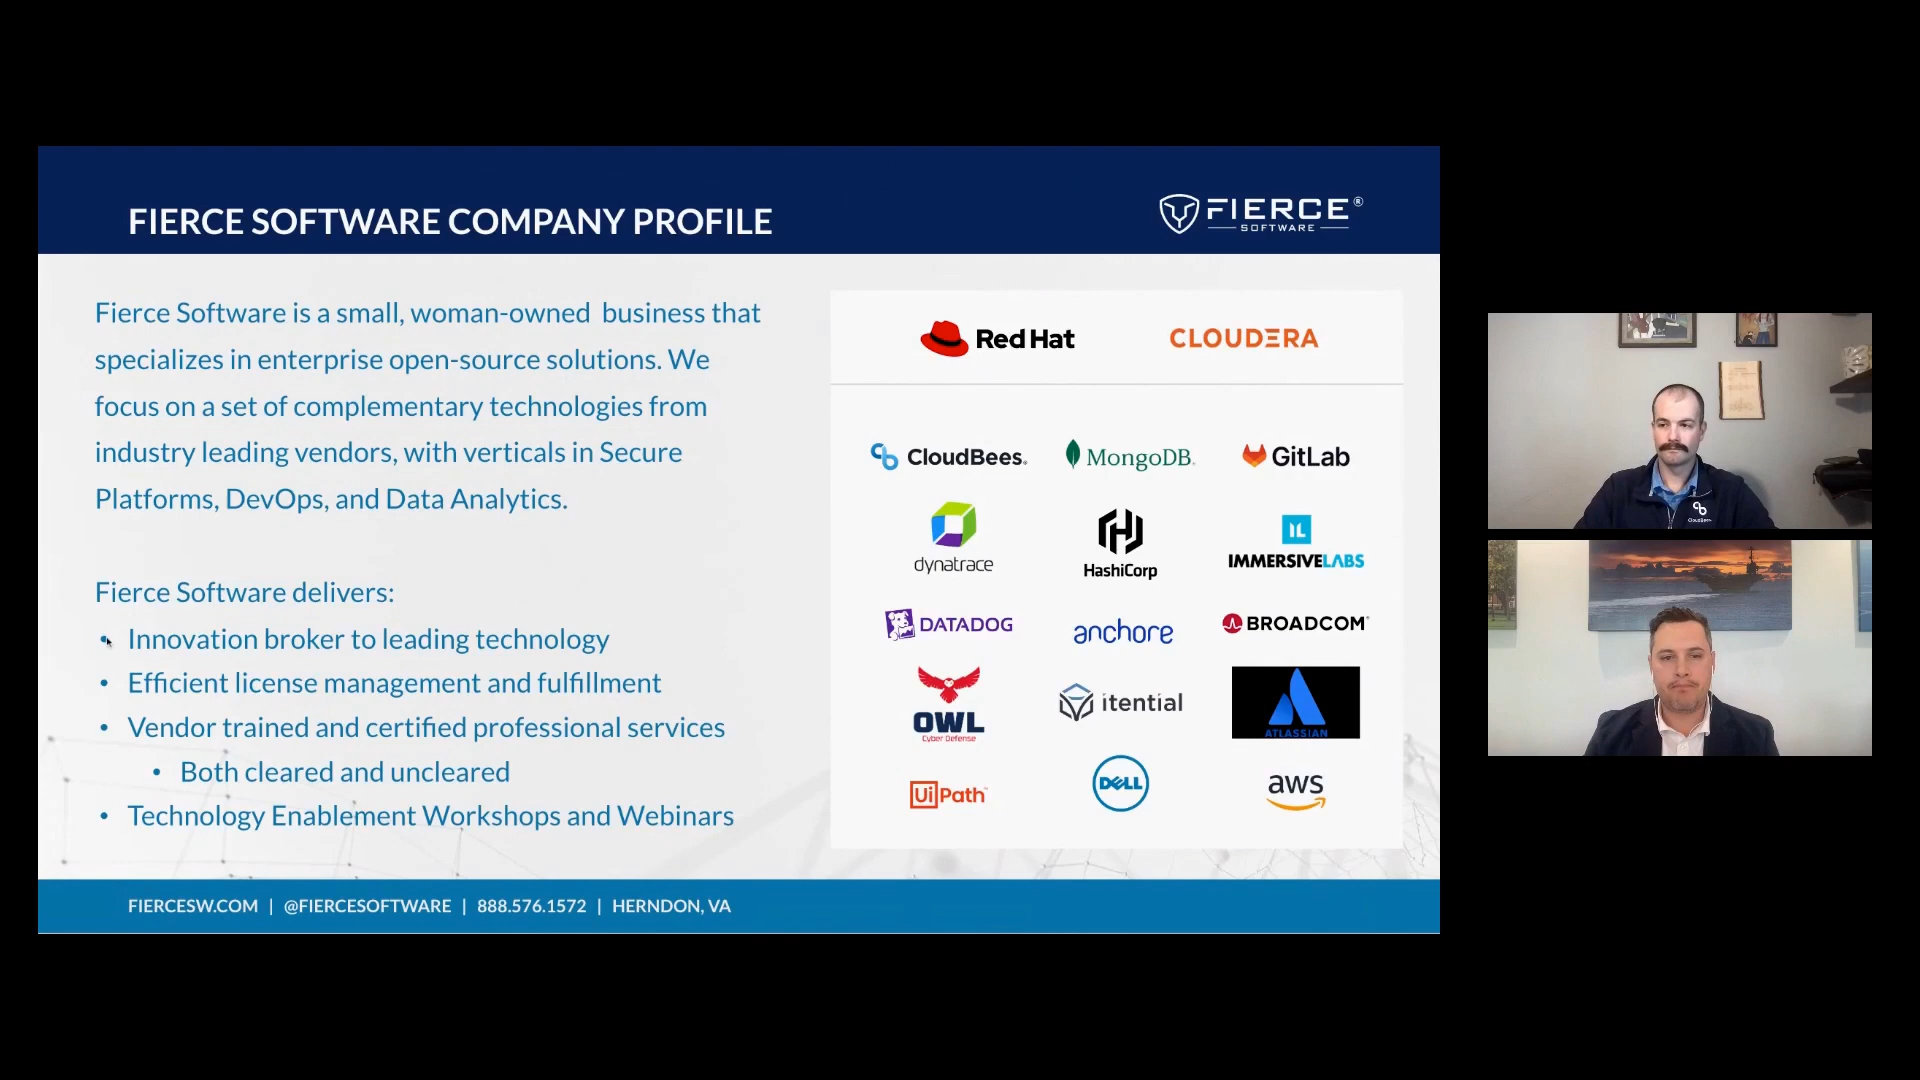 FIERCE SOFTWARE COMPANY PROFILE
FIERCE®
SOFTWARE
Fierce Software is a small, woman-owned business that
specializes in enterprise open-source solutions. We
focus on a set of complementary technologies from
industry leading vendors, with verticals in Secure
Platforms, DevOps, and Data Analytics.
Fierce Software delivers:
• Innovation broker to leading technology
• Efficient license management and fulfillment
• Vendor trained and certified professional services
• Both cleared and uncleared
• Technology Enablement Workshops and Webinars
Red Hat
CLOUDERA
CloudBees.
MongoDB.
GitLab
dynatrace
HashiCorp
IL
IMMERSIVELABS
DATADOG
anchore
BROADCOM®
OWL
Cyber Defense
itential
ATLASSIAN
UiPath™
DELL
aws
FIERCESW.COM | @FIERCESOFTWARE | 888.576.1572 | HERNDON, VA
CloudBees